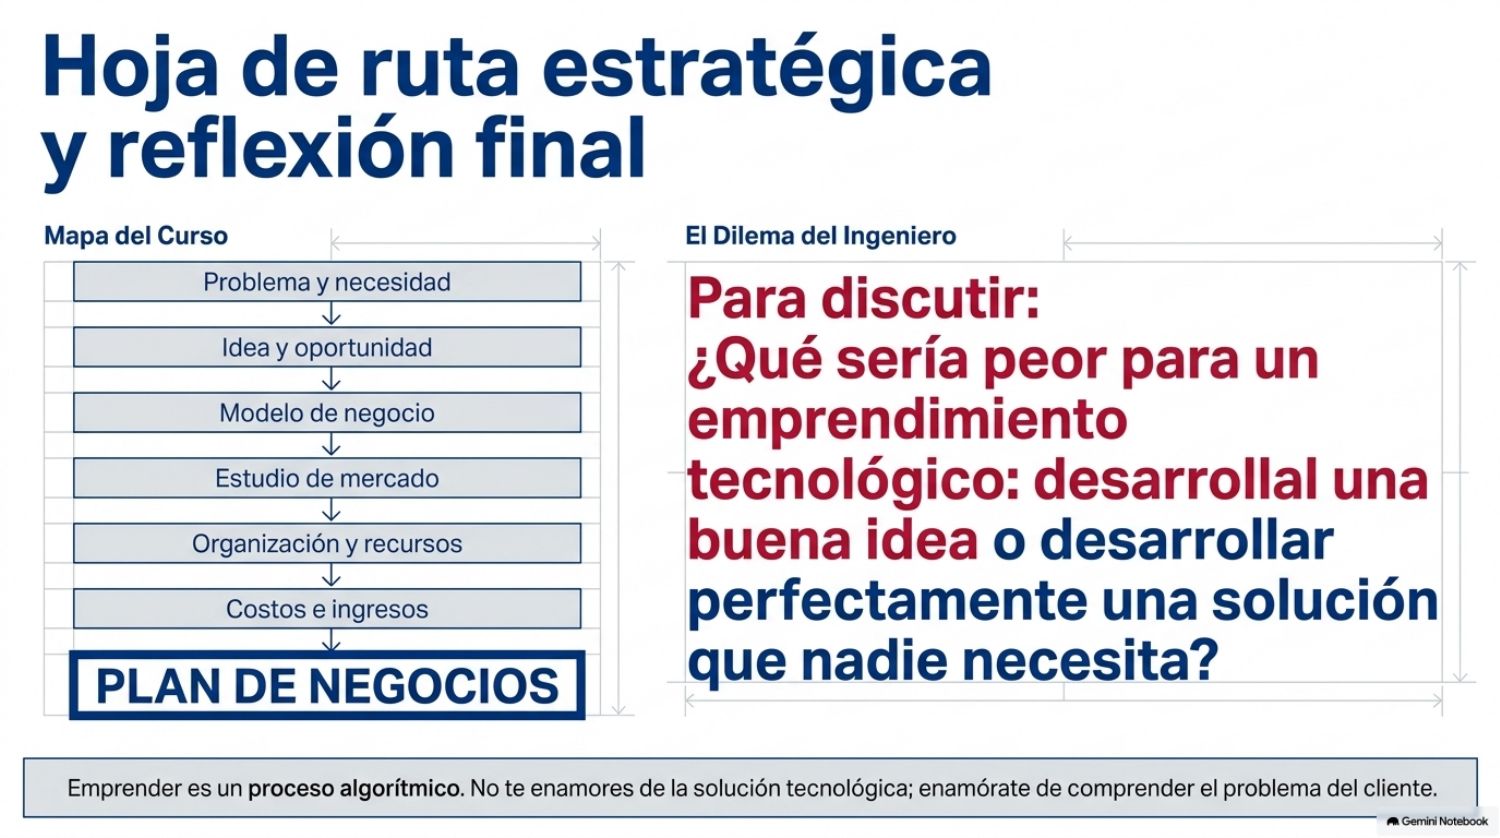 Hoja de ruta estratégica
y reflexión final
Mapa del Curso
Problema y necesidad
Idea y oportunidad
Modelo de negocio
Estudio de mercado
Organización y recursos
Costos e ingresos
PLAN DE NEGOCIOS
El Dilema del Ingeniero
Para discutir:
¿Qué sería peor para un
emprendimiento
tecnológico: desarrollal una
buena idea o desarrollar
perfectamente una solución
que nadie necesita?
Emprender es un proceso algorítmico. No te enamores de la solución tecnológica; enamórate de comprender el problema del cliente.
Gemini Notebook